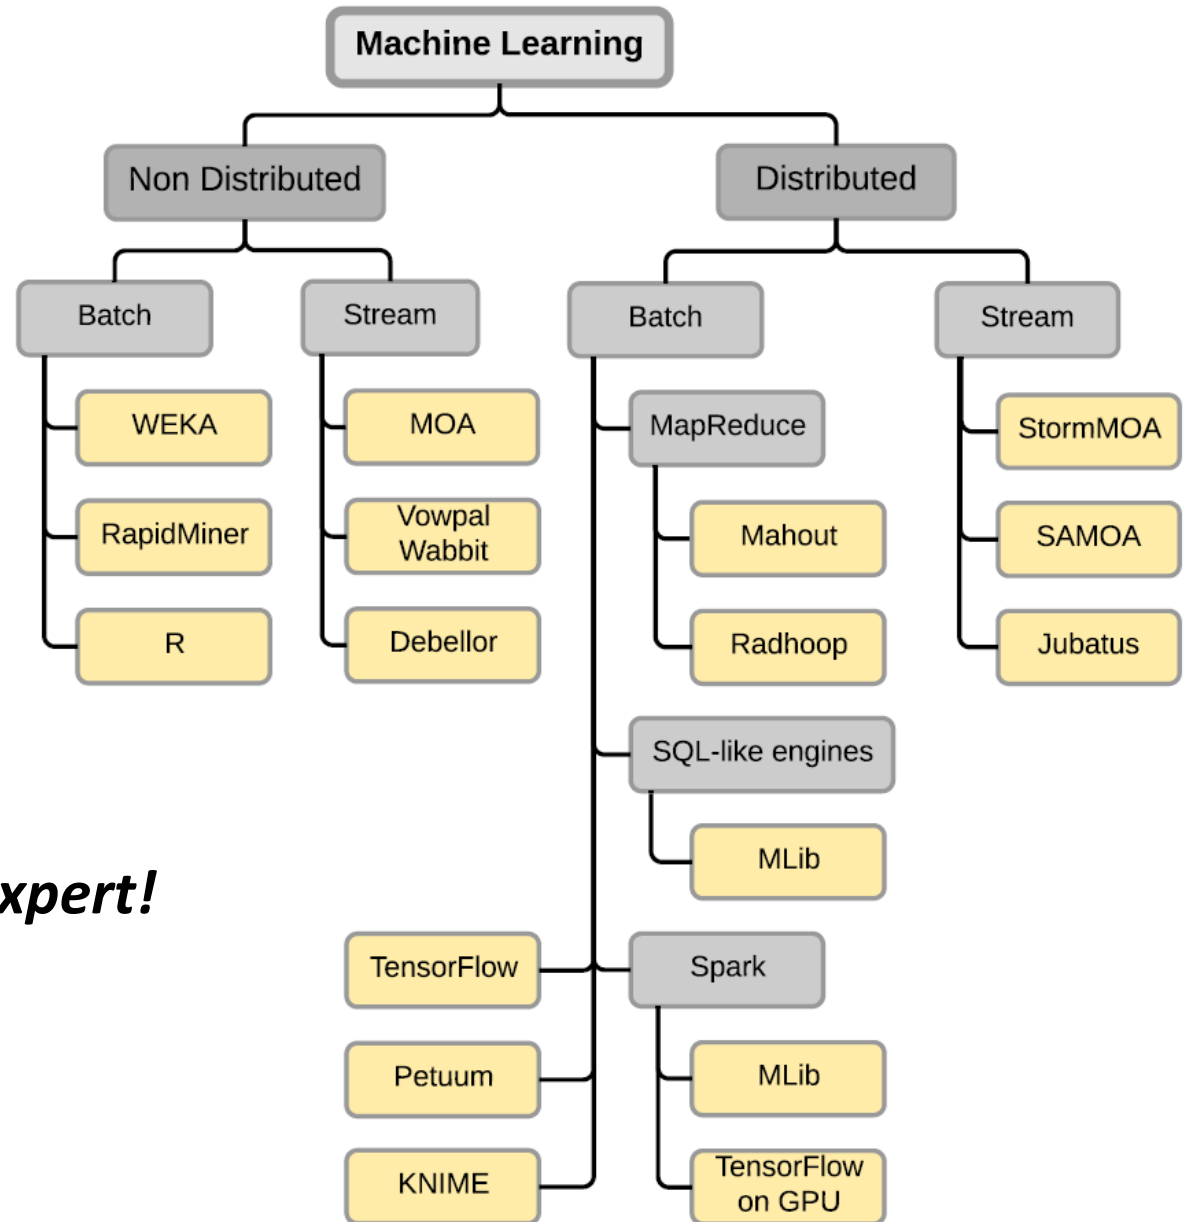 Machine Learning
Non Distributed
Distributed
Batch
Stream
Batch
Stream
WEKA
MOA
MapReduce
StormMOA
RapidMiner
Vowpal
Wabbit
Mahout
SAMOA
R
Debellor
Radhoop
Jubatus
SQL-like engines
MLib
xpert!
TensorFlow
Spark
Petuum
MLib
KNIME
TensorFlow
on GPU